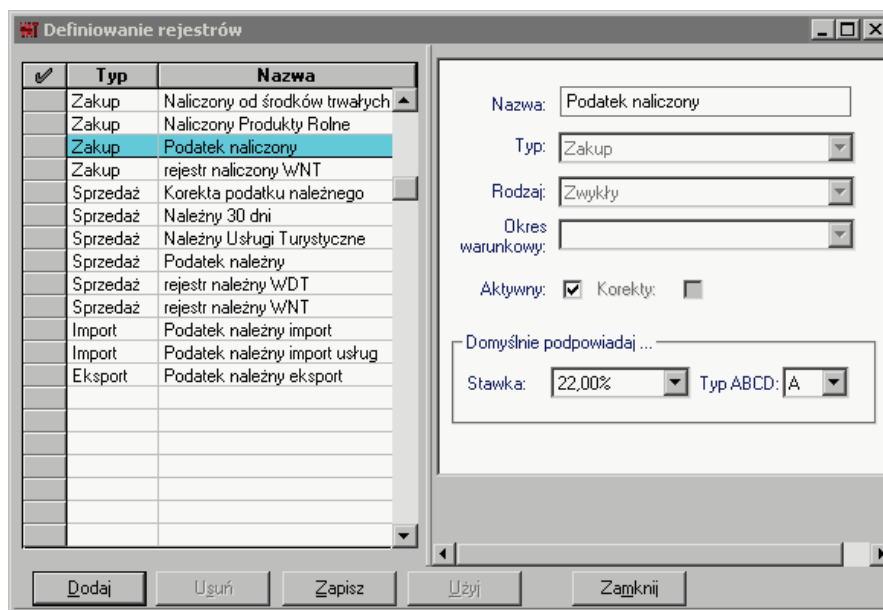 Definiowanie rejestrów
Typ Nazwa
Zakup Naliczony od środków trwałych
Zakup Naliczony Produkty Rolne
Zakup Podatek naliczony
Zakup rejestr naliczony WNT
Sprzedaż Korekta podatku należnego
Sprzedaż Należny 30 dni
Sprzedaż Należny Usługi Turystyczne
Sprzedaż Podatek należny
Sprzedaż rejestr należny WDT
Sprzedaż rejestr należny WNT
Import Podatek należny import
Import Podatek należny import usług
Eksport Podatek należny eksport
Nazwa: Podatek naliczony
Typ: Zakup
Rodzaj: Zwykły
Okres
warunkowy:
Aktywny: Korekty:
Domyślnie podpowiadaj ...
Stawka: 22,00% Typ ABCD: A
Dodaj Usuń Zapisz Użyj Zamknij